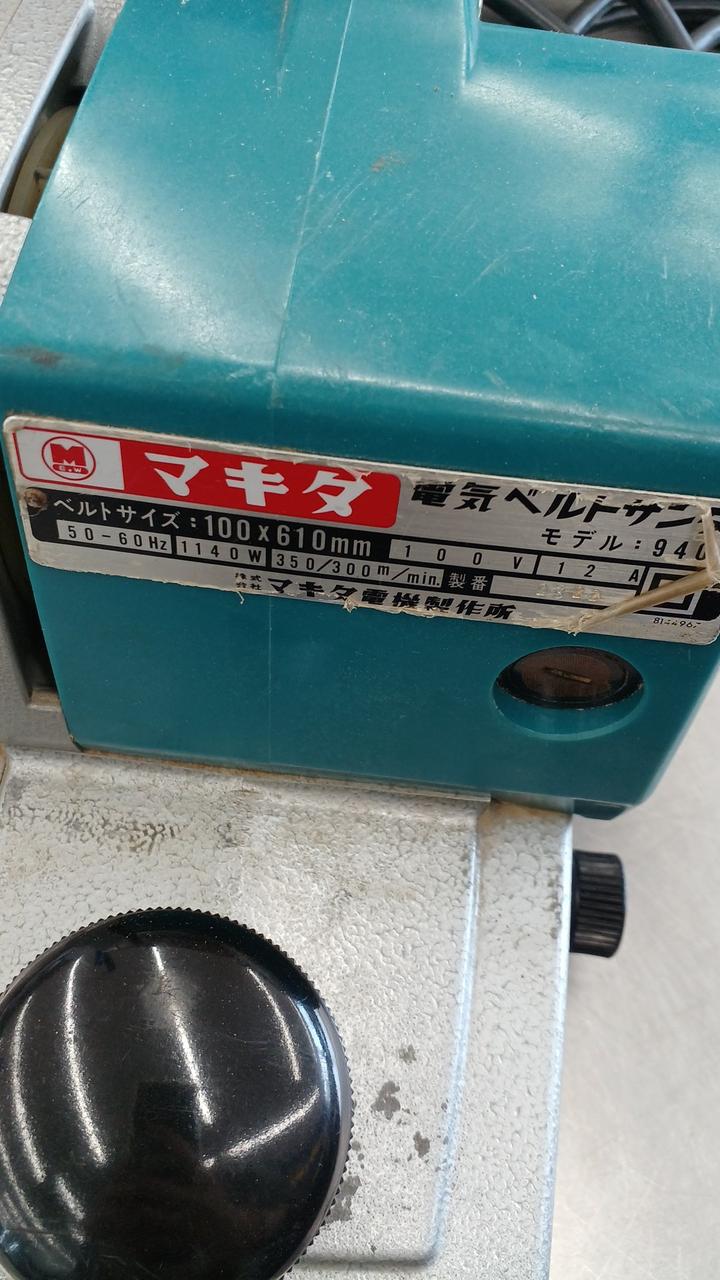 M
E.W
マキタ 電気ベルトサン
ベルトサイズ：100x610mm モデル：940
50-60Hz 1140W 350/300m/min. 100V 12A
製番
株式会社 マキタ電機製作所